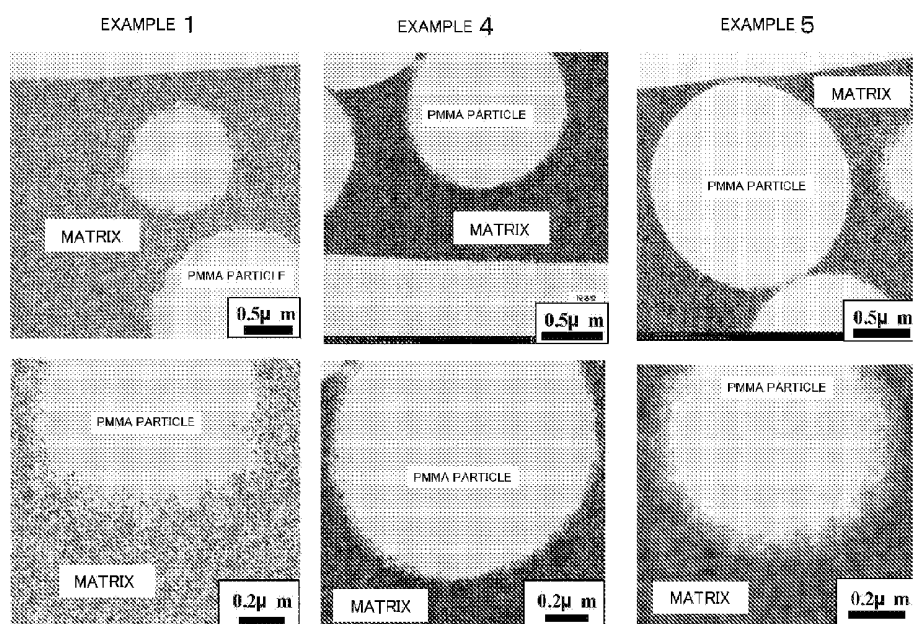 EXAMPLE 1
EXAMPLE 4
EXAMPLE 5
MATRIX
PMMA PARTICLE
0.5μ m
PMMA PARTICLE
MATRIX
0.5μ m
MATRIX
PMMA PARTICLE
0.5μ m
PMMA PARTICLE
MATRIX
0.2μ m
PMMA PARTICLE
MATRIX
0.2μ m
PMMA PARTICLE
MATRIX
0.2μ m